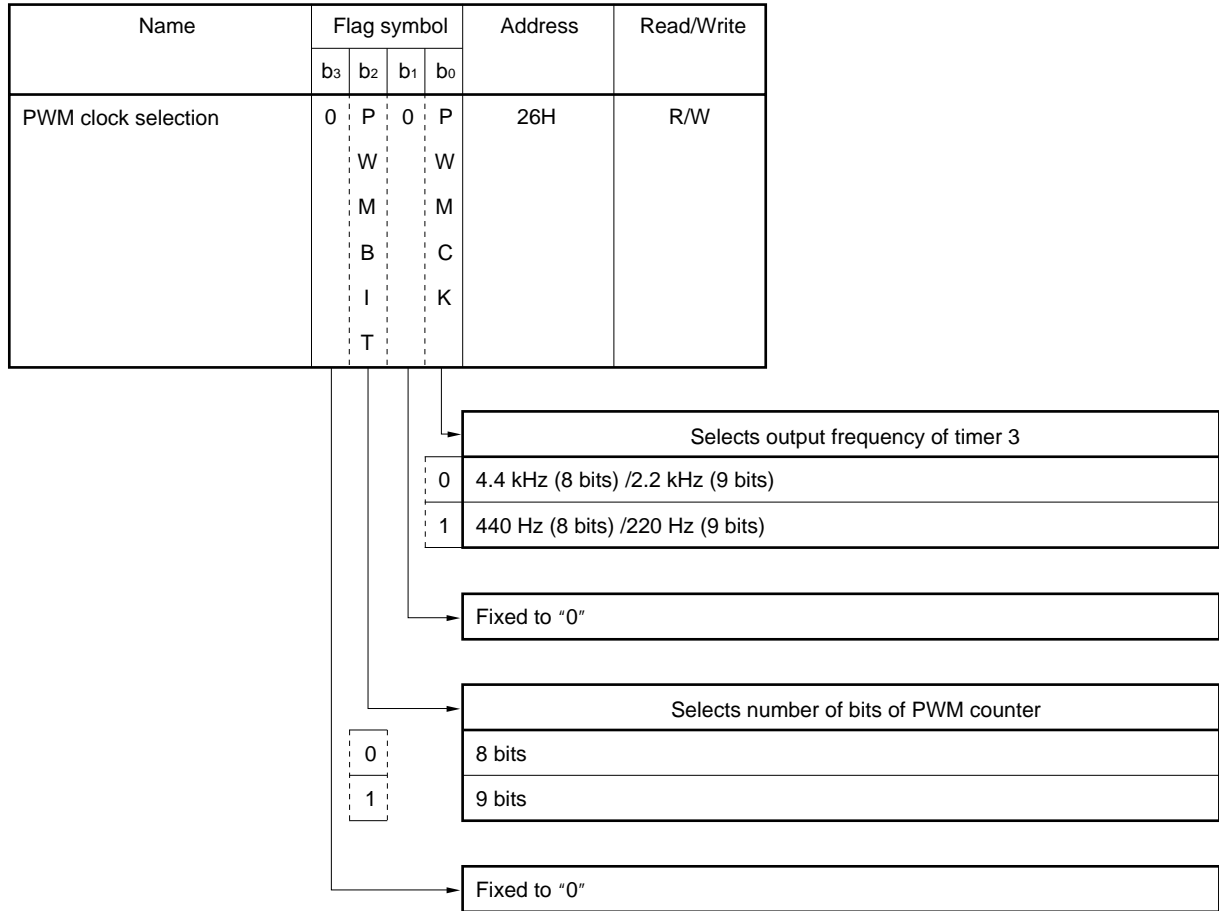 Name Flag symbol Address Read/Write
b3 b2 b1 b0
PWM clock selection 0 P 0 P 26H R/W
W W
M M
B C
I K
T
Selects output frequency of timer 3
0 4.4 kHz (8 bits) /2.2 kHz (9 bits)
1 440 Hz (8 bits) /220 Hz (9 bits)
Fixed to “0”
Selects number of bits of PWM counter
0 8 bits
1 9 bits
Fixed to “0”